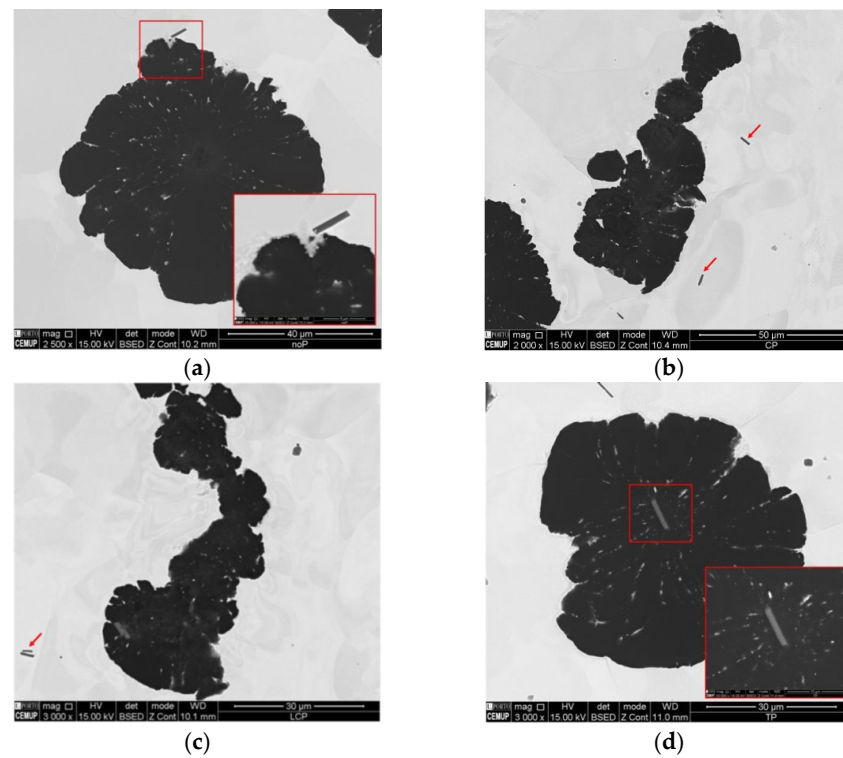 U.PORTO mag □ HV det mode WD 40 µm
CEMUP 2 500 x 15.00 kV BSED Z Cont 10.2 mm noP
(a)
U.PORTO mag □ HV det mode WD 50 µm
CEMUP 2 000 x 15.00 kV BSED Z Cont 10.4 mm CP
(b)
U.PORTO mag □ HV det mode WD 30 µm
CEMUP 3 000 x 15.00 kV BSED Z Cont 10.1 mm LCP
(c)
U.PORTO mag □ HV det mode WD 30 µm
CEMUP 3 000 x 15.00 kV BSED Z Cont 11.0 mm TP
(d)